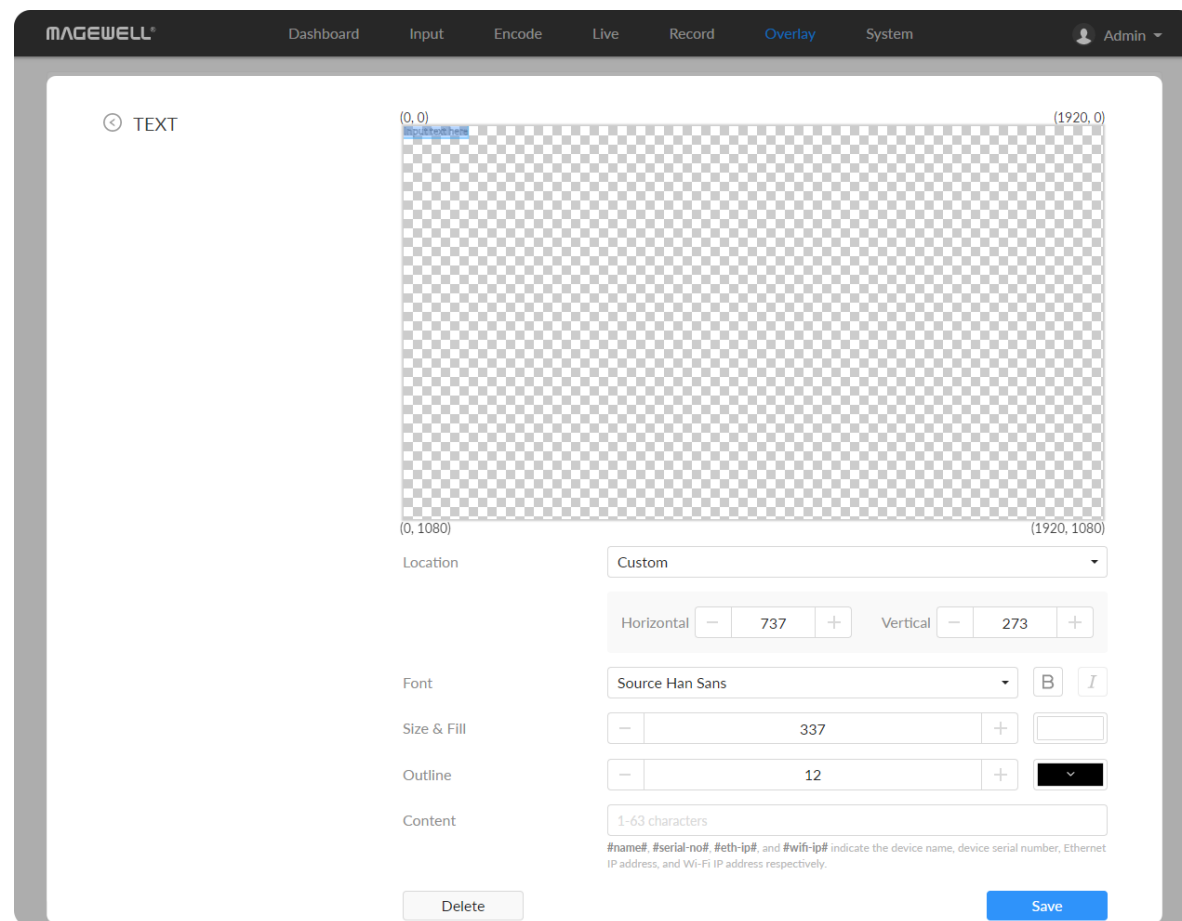 MAGEWELL®
Dashboard Input Encode Live Record Overlay System Admin
TEXT
(0, 0) (1920, 0)
Input text here
(0, 1080) (1920, 1080)
Location Custom
Horizontal − 737 + Vertical − 273 +
Font Source Han Sans B I
Size & Fill − 337 +
Outline − 12 +
Content 1-63 characters
#name#, #serial-no#, #eth-ip#, and #wifi-ip# indicate the device name, device serial number, Ethernet
IP address, and Wi-Fi IP address respectively.
Delete Save